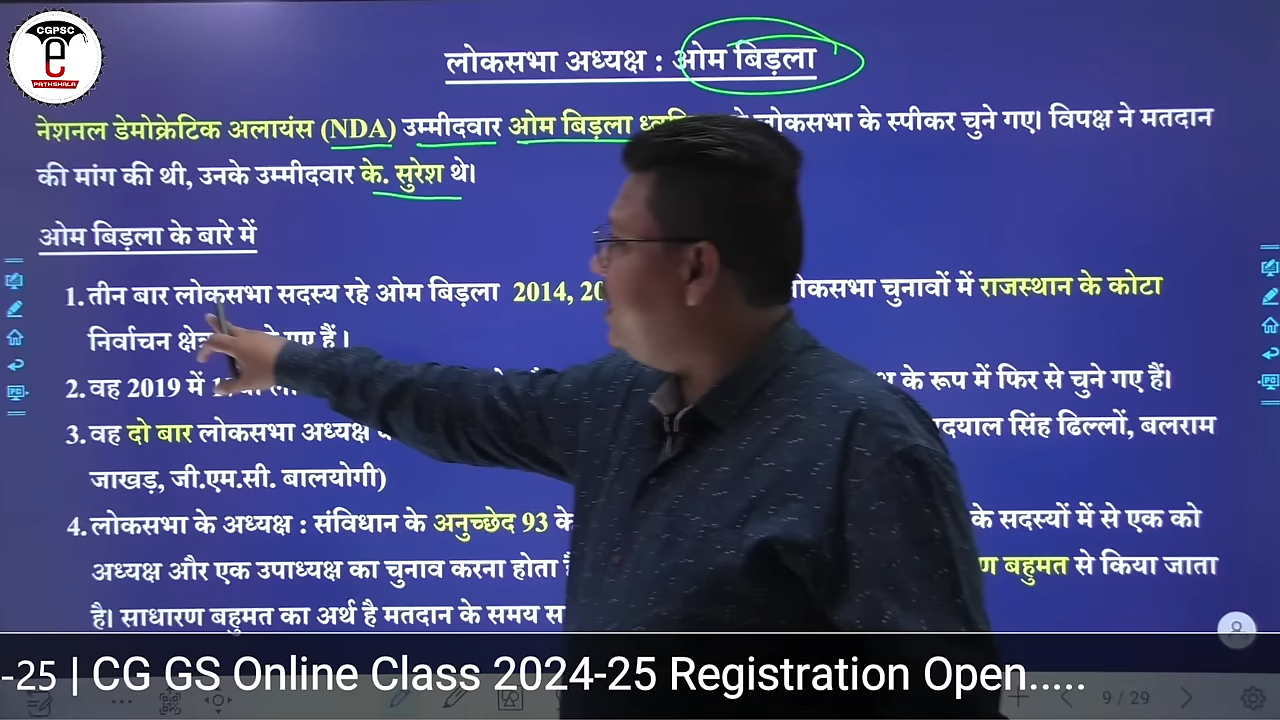 CGPSC
e
PATHSHALA
लोकसभा अध्यक्ष : ओम बिड़ला
नेशनल डेमोक्रेटिक अलायंस (NDA) उम्मीदवार ओम बिड़ला लोकसभा के स्पीकर चुने गए। विपक्ष ने मतदान
की मांग की थी, उनके उम्मीदवार के. सुरेश थे।
ओम बिड़ला के बारे में
1. तीन बार लोकसभा सदस्य रहे ओम बिड़ला 2014, लोकसभा चुनावों में राजस्थान के कोटा
निर्वाचन हैं।
2. वह 2019 में के रूप में फिर से चुने गए हैं।
3. वह दो बार लोकसभा अध्यक्ष सिंह ढिल्लों, बलराम
जाखड़, जी.एम.सी. बालयोगी)
4. लोकसभा के अध्यक्ष : संविधान के अनुच्छेद 93 के के सदस्यों में से एक को
अध्यक्ष और एक उपाध्यक्ष का चुनाव करना होता बहुमत से किया जाता
है। साधारण बहुमत का अर्थ है मतदान के समय
-25 | CG GS Online Class 2024-25 Registration Open.....
9 / 29